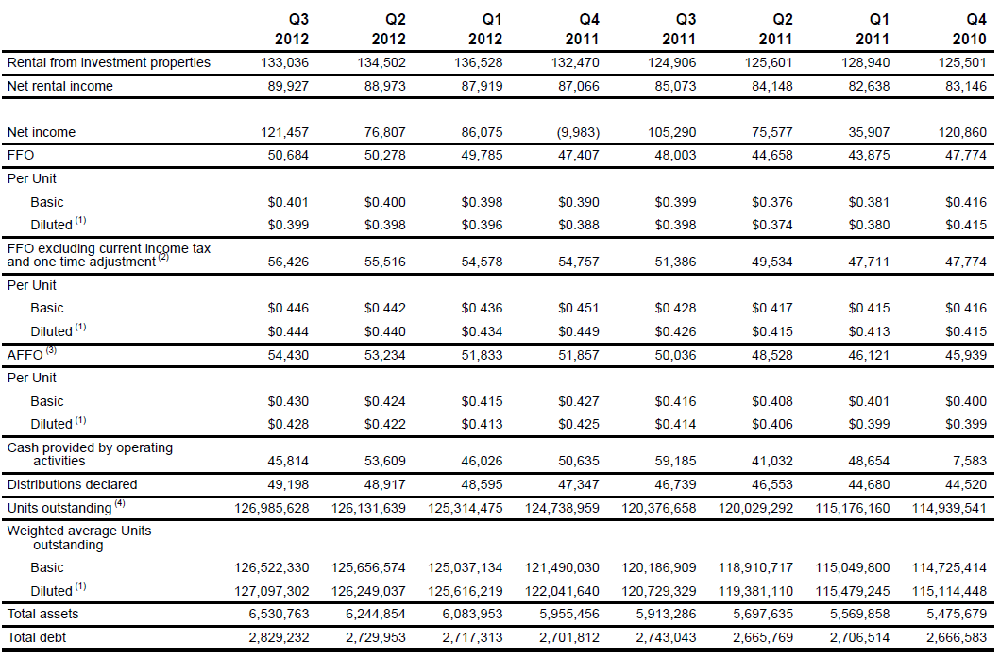 Q3 Q2 Q1 Q4 Q3 Q2 Q1 Q4
2012 2012 2012 2011 2011 2011 2011 2010
Rental from investment properties 133,036 134,502 136,528 132,470 124,906 125,601 128,940 125,501
Net rental income 89,927 88,973 87,919 87,066 85,073 84,148 82,638 83,146
Net income 121,457 76,807 86,075 (9,983) 105,290 75,577 35,907 120,860
FFO 50,684 50,278 49,785 47,407 48,003 44,658 43,875 47,774
Per Unit
Basic $0.401 $0.400 $0.398 $0.390 $0.399 $0.376 $0.381 $0.416
Diluted (1) $0.399 $0.398 $0.396 $0.388 $0.398 $0.374 $0.380 $0.415
FFO excluding current income tax
and one time adjustment (2) 56,426 55,516 54,578 54,757 51,386 49,534 47,711 47,774
Per Unit
Basic $0.446 $0.442 $0.436 $0.451 $0.428 $0.417 $0.415 $0.416
Diluted (1) $0.444 $0.440 $0.434 $0.449 $0.426 $0.415 $0.413 $0.415
AFFO (3) 54,430 53,234 51,833 51,857 50,036 48,528 46,121 45,939
Per Unit
Basic $0.430 $0.424 $0.415 $0.427 $0.416 $0.408 $0.401 $0.400
Diluted (1) $0.428 $0.422 $0.413 $0.425 $0.414 $0.406 $0.399 $0.399
Cash provided by operating
activities 45,814 53,609 46,026 50,635 59,185 41,032 48,654 7,583
Distributions declared 49,198 48,917 48,595 47,347 46,739 46,553 44,680 44,520
Units outstanding (4) 126,985,628 126,131,639 125,314,475 124,738,959 120,376,658 120,029,292 115,176,160 114,939,541
Weighted average Units
outstanding
Basic 126,522,330 125,656,574 125,037,134 121,490,030 120,186,909 118,910,717 115,049,800 114,725,414
Diluted (1) 127,097,302 126,249,037 125,616,219 122,041,640 120,729,329 119,381,110 115,479,245 115,114,448
Total assets 6,530,763 6,244,854 6,083,953 5,955,456 5,913,286 5,697,635 5,569,858 5,475,679
Total debt 2,829,232 2,729,953 2,717,313 2,701,812 2,743,043 2,665,769 2,706,514 2,666,583